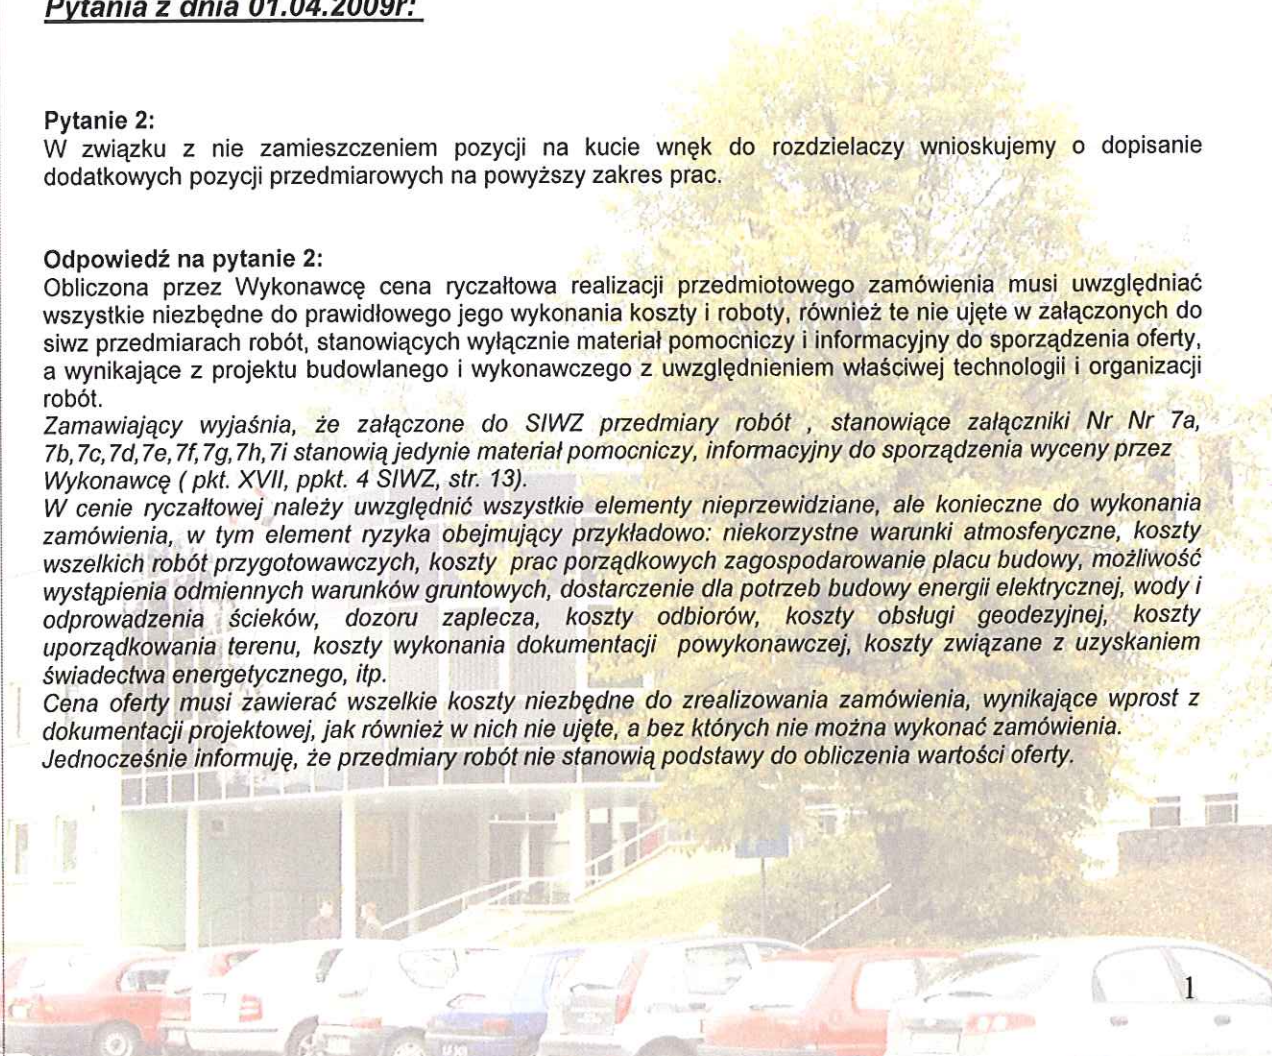 Pytania z dnia 01.04.2009r:
Pytanie 2:
W związku z nie zamieszczeniem pozycji na kucie wnęk do rozdzielaczy wnioskujemy o dopisanie
dodatkowych pozycji przedmiarowych na powyższy zakres prac.
Odpowiedź na pytanie 2:
Obliczona przez Wykonawcę cena ryczałtowa realizacji przedmiotowego zamówienia musi uwzględniać
wszystkie niezbędne do prawidłowego jego wykonania koszty i roboty, również te nie ujęte w załączonych do
siwz przedmiarach robót, stanowiących wyłącznie materiał pomocniczy i informacyjny do sporządzenia oferty,
a wynikające z projektu budowlanego i wykonawczego z uwzględnieniem właściwej technologii i organizacji
robót.
Zamawiający wyjaśnia, że załączone do SIWZ przedmiary robót , stanowiące załączniki Nr Nr 7a,
7b, 7c, 7d, 7e, 7f, 7g, 7h, 7i stanowią jedynie materiał pomocniczy, informacyjny do sporządzenia wyceny przez
Wykonawcę ( pkt. XVII, ppkt. 4 SIWZ, str. 13).
W cenie ryczałtowej należy uwzględnić wszystkie elementy nieprzewidziane, ale konieczne do wykonania
zamówienia, w tym element ryzyka obejmujący przykładowo: niekorzystne warunki atmosferyczne, koszty
wszelkich robót przygotowawczych, koszty prac porządkowych zagospodarowanie placu budowy, możliwość
wystąpienia odmiennych warunków gruntowych, dostarczenie dla potrzeb budowy energii elektrycznej, wody i
odprowadzenia ścieków, dozoru zaplecza, koszty odbiorów, koszty obsługi geodezyjnej, koszty
uporządkowania terenu, koszty wykonania dokumentacji powykonawczej, koszty związane z uzyskaniem
świadectwa energetycznego, itp.
Cena oferty musi zawierać wszelkie koszty niezbędne do zrealizowania zamówienia, wynikające wprost z
dokumentacji projektowej, jak również w nich nie ujęte, a bez których nie można wykonać zamówienia.
Jednocześnie informuję, że przedmiary robót nie stanowią podstawy do obliczenia wartości oferty.
1